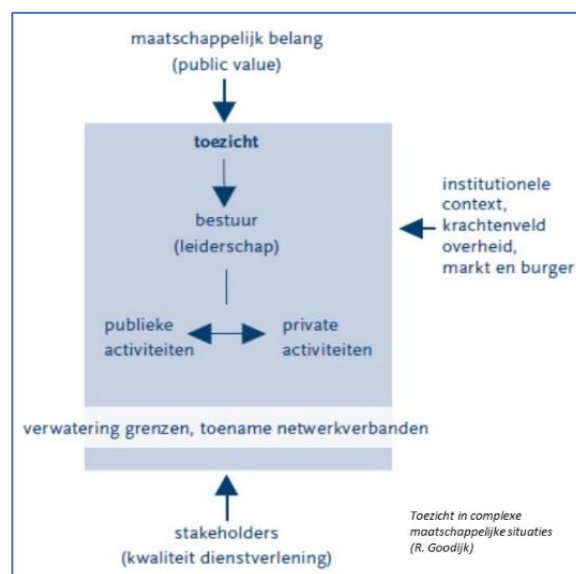 maatschappelijk belang
(public value)
toezicht
bestuur
(leiderschap)
institutionele
context,
krachtenveld
overheid,
markt en burger
publieke
activiteiten
private
activiteiten
verwatering grenzen, toename netwerkverbanden
stakeholders
(kwaliteit dienstverlening)
Toezicht in complexe
maatschappelijke situaties
(R. Goodijk)